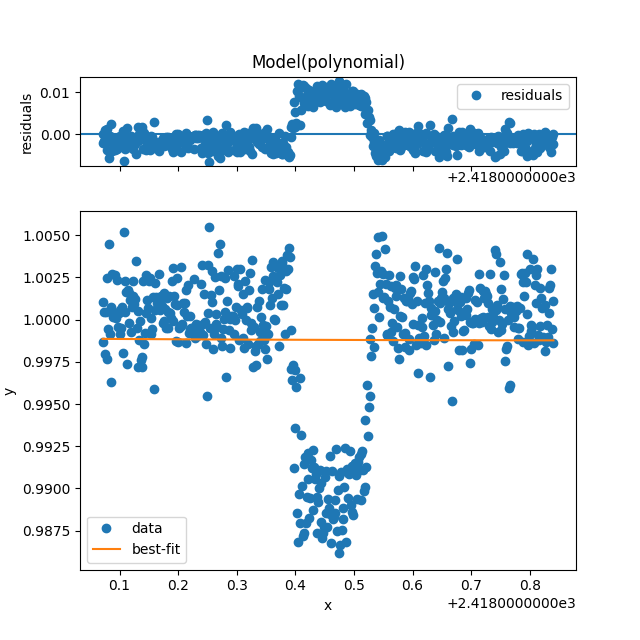 Model(polynomial)
residuals
0.01
0.00
residuals
+2.4180000000e3
y
1.0050
1.0025
1.0000
0.9975
0.9950
0.9925
0.9900
0.9875
data
best-fit
0.1 0.2 0.3 0.4 0.5 0.6 0.7 0.8
x
+2.4180000000e3